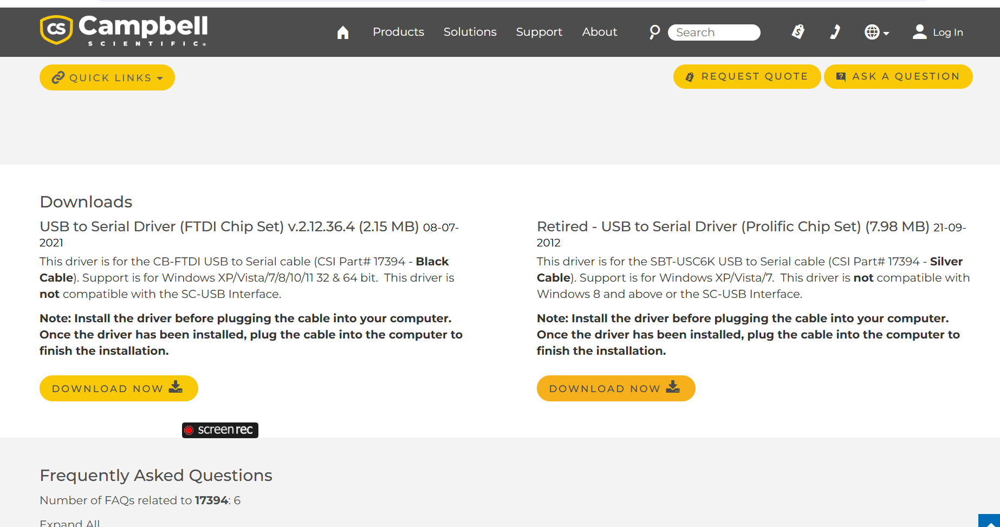 CS Campbell
SCIENTIFIC®
Products Solutions Support About Search Log In
QUICK LINKS
REQUEST QUOTE
ASK A QUESTION
Downloads
USB to Serial Driver (FTDI Chip Set) v.2.12.36.4 (2.15 MB) 08-07-
2021
This driver is for the CB-FTDI USB to Serial cable (CSI Part# 17394 - Black
Cable). Support is for Windows XP/Vista/7/8/10/11 32 & 64 bit. This driver is
not compatible with the SC-USB Interface.
Note: Install the driver before plugging the cable into your computer.
Once the driver has been installed, plug the cable into the computer to
finish the installation.
DOWNLOAD NOW
Retired - USB to Serial Driver (Prolific Chip Set) (7.98 MB) 21-09-
2012
This driver is for the SBT-USC6K USB to Serial cable (CSI Part# 17394 - Silver
Cable). Support is for Windows XP/Vista/7. This driver is not compatible with
Windows 8 and above or the SC-USB Interface.
Note: Install the driver before plugging the cable into your computer.
Once the driver has been installed, plug the cable into the computer to
finish the installation.
DOWNLOAD NOW
screenrec
Frequently Asked Questions
Number of FAQs related to 17394: 6
Expand All